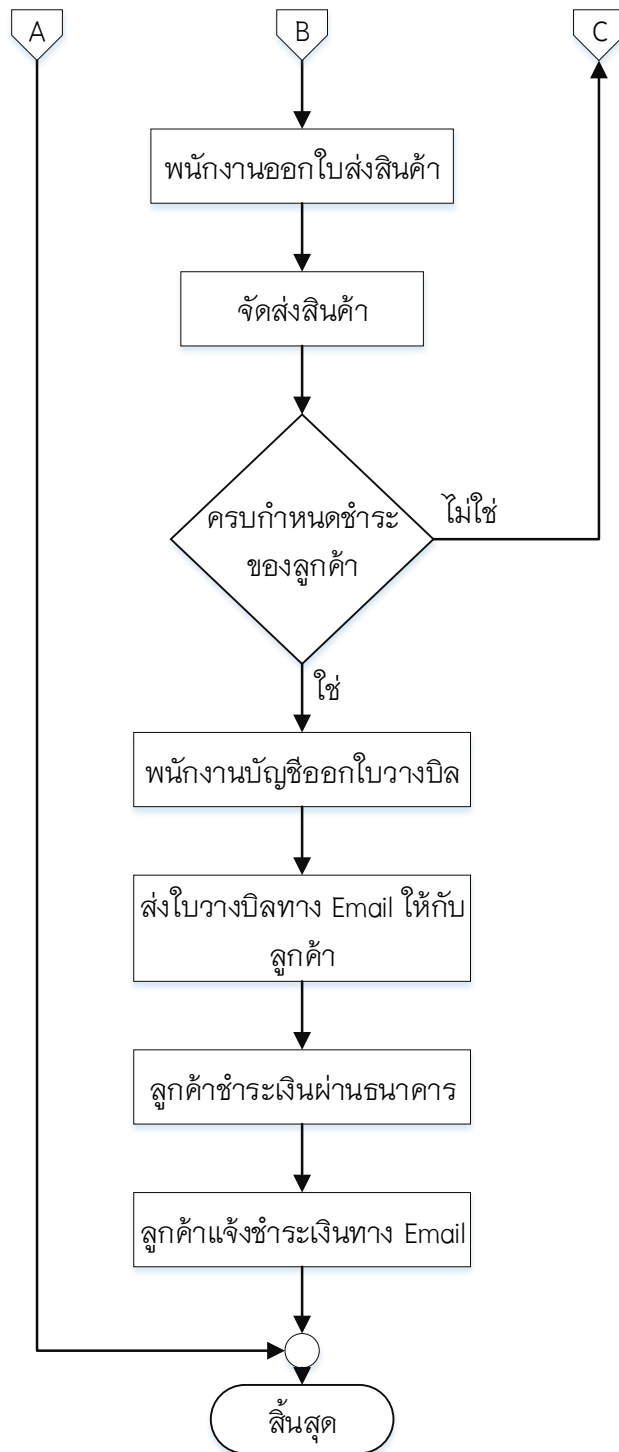 A
B
C
พนักงานออกใบส่งสินค้า
จัดส่งสินค้า
ครบกำหนดชำระ
ของลูกค้า
ไม่ใช่
ใช่
พนักงานบัญชีออกใบวางบิล
ส่งใบวางบิลทาง Email ให้กับ
ลูกค้า
ลูกค้าชำระเงินผ่านธนาคาร
ลูกค้าแจ้งชำระเงินทาง Email
สิ้นสุด